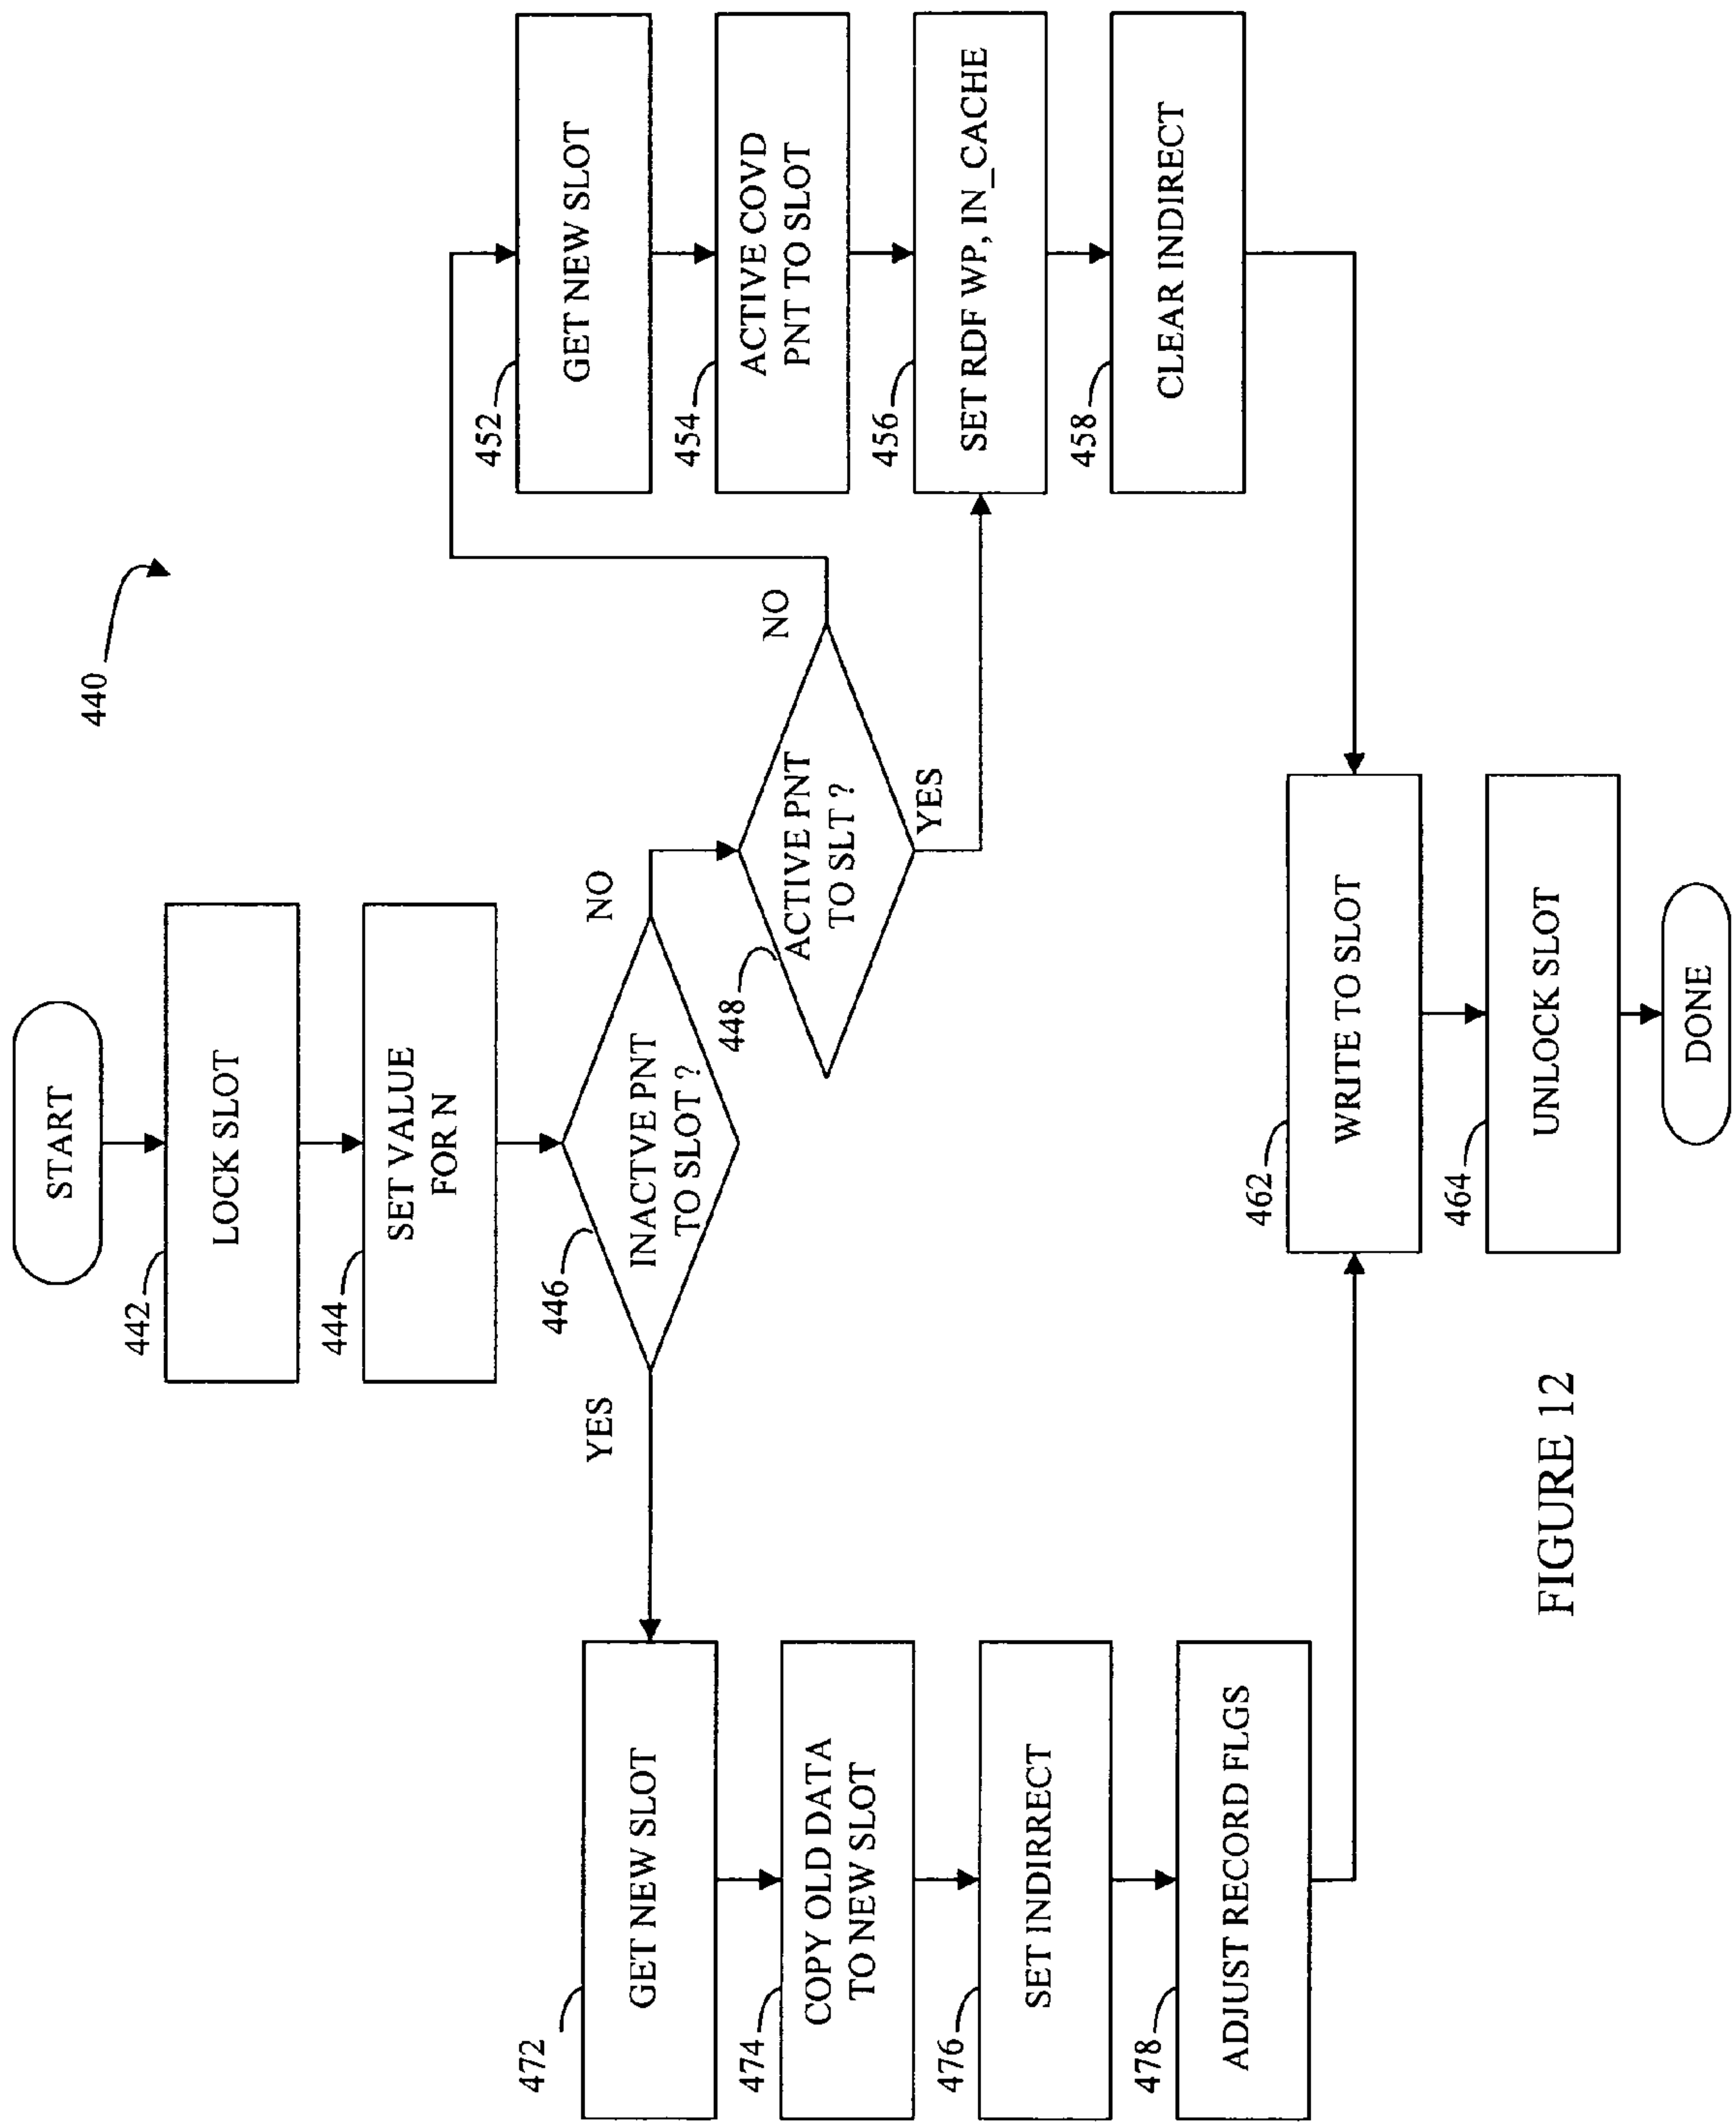 440
START
442
LOCK SLOT
444
SET VALUE
FOR N
446
INACTVE PNT
TO SLOT ?
YES
NO
448
ACTIVE PNT
TO SLT ?
NO
YES
452
GET NEW SLOT
454
ACTIVE COVD
PNT TO SLOT
456
SET RDF WP, IN_CACHE
458
CLEAR INDIRECT
472
GET NEW SLOT
474
COPY OLD DATA
TO NEW SLOT
476
SET INDIRRECT
478
ADJUST RECORD FLGS
462
WRITE TO SLOT
464
UNLOCK SLOT
DONE
FIGURE 12